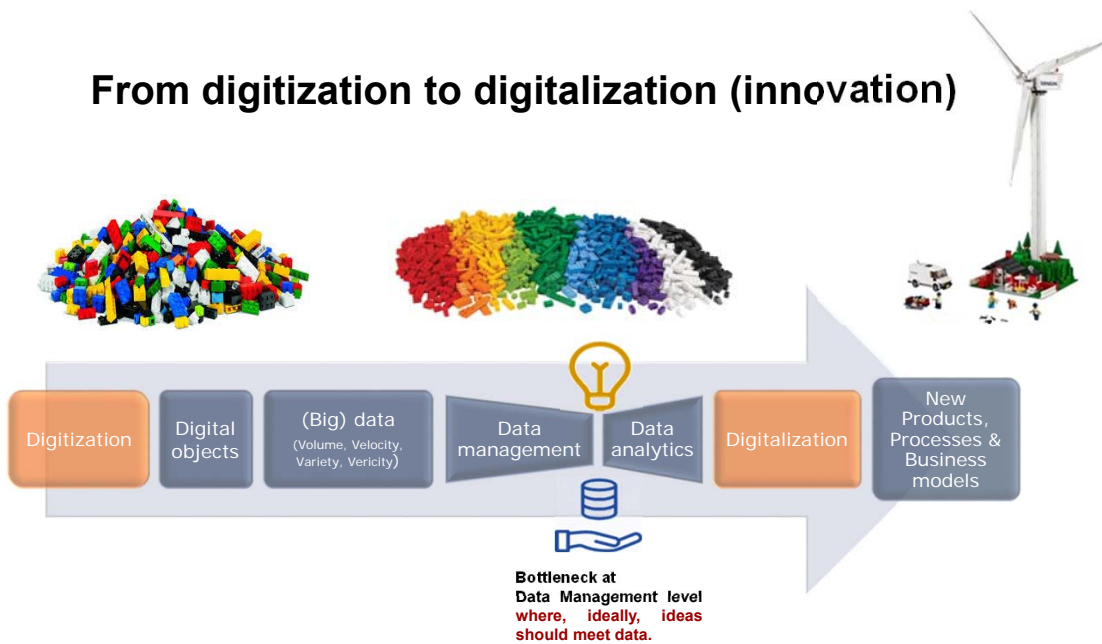 From digitization to digitalization (innovation)
Digitization
Digital
objects
(Big) data
(Volume, Velocity,
Variety, Vericity)
Data
management
Data
analytics
Digitalization
New
Products,
Processes &
Business
models
Bottleneck at
Data Management level
where, ideally, ideas
should meet data.